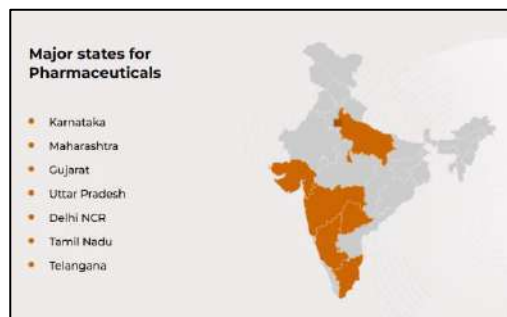 Major states for
Pharmaceuticals
Karnataka
Maharashtra
Gujarat
Uttar Pradesh
Delhi NCR
Tamil Nadu
Telangana